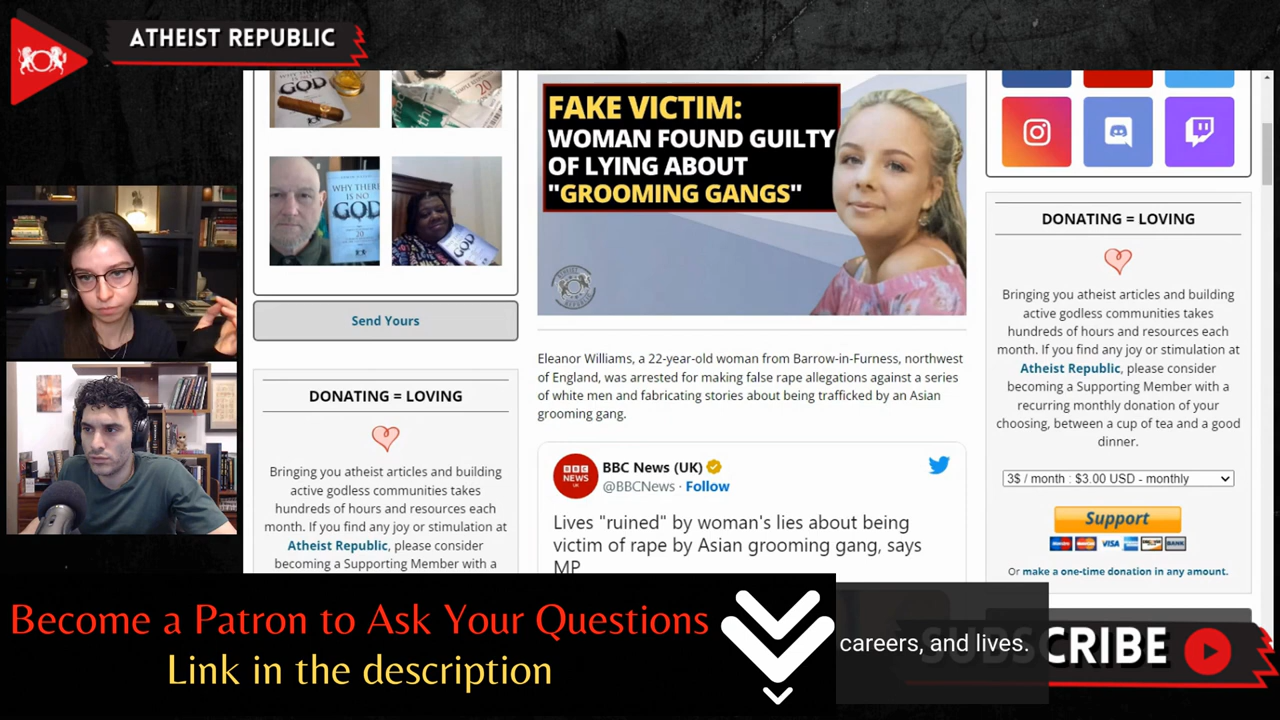 ATHEIST REPUBLIC
GOD
20
WHY THERE
IS NO
GOD
20
GOD
Send Yours
DONATING = LOVING
Bringing you atheist articles and building
active godless communities takes
hundreds of hours and resources each
month. If you find any joy or stimulation at
Atheist Republic, please consider
becoming a Supporting Member with a
FAKE VICTIM:
WOMAN FOUND GUILTY
OF LYING ABOUT
"GROOMING GANGS"
Eleanor Williams, a 22-year-old woman from Barrow-in-Furness, northwest
of England, was arrested for making false rape allegations against a series
of white men and fabricating stories about being trafficked by an Asian
grooming gang.
BBC NEWS UK
BBC News (UK)
@BBCNews · Follow
Lives "ruined" by woman's lies about being
victim of rape by Asian grooming gang, says
MP
DONATING = LOVING
Bringing you atheist articles and building
active godless communities takes
hundreds of hours and resources each
month. If you find any joy or stimulation at
Atheist Republic, please consider
becoming a Supporting Member with a
recurring monthly donation of your
choosing, between a cup of tea and a good
dinner.
3$ / month : $3.00 USD - monthly
Support
VISA
BANK
Or make a one-time donation in any amount.
Become a Patron to Ask Your Questions
Link in the description
careers, and lives.
SUBSCRIBE